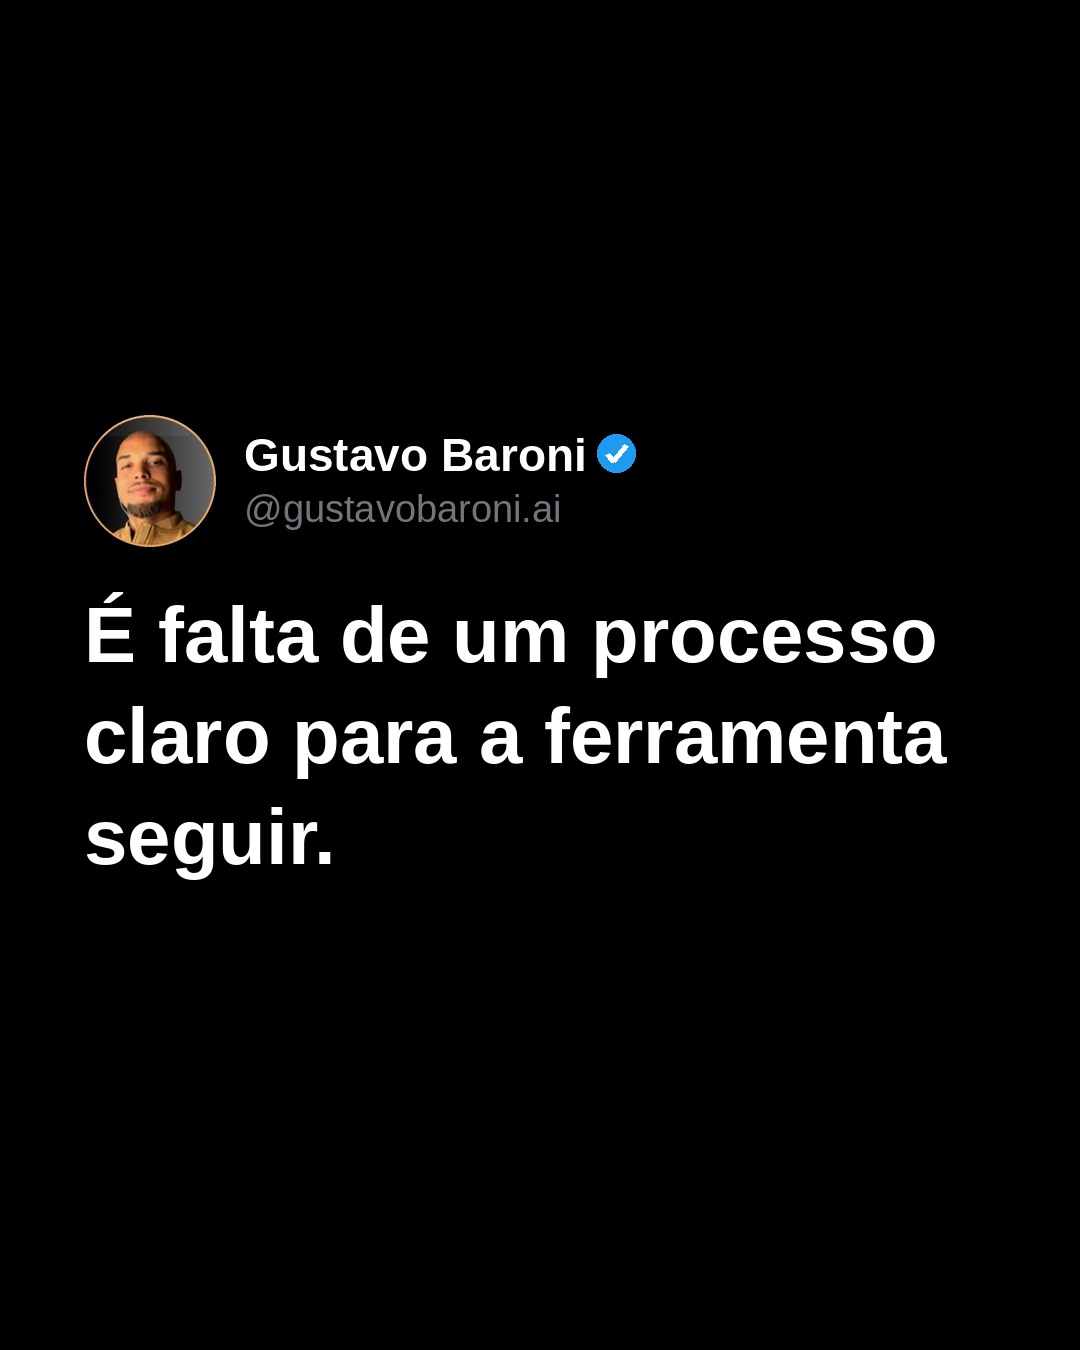 Gustavo Baroni
@gustavobaroni.ai
É falta de um processo
claro para a ferramenta
seguir.